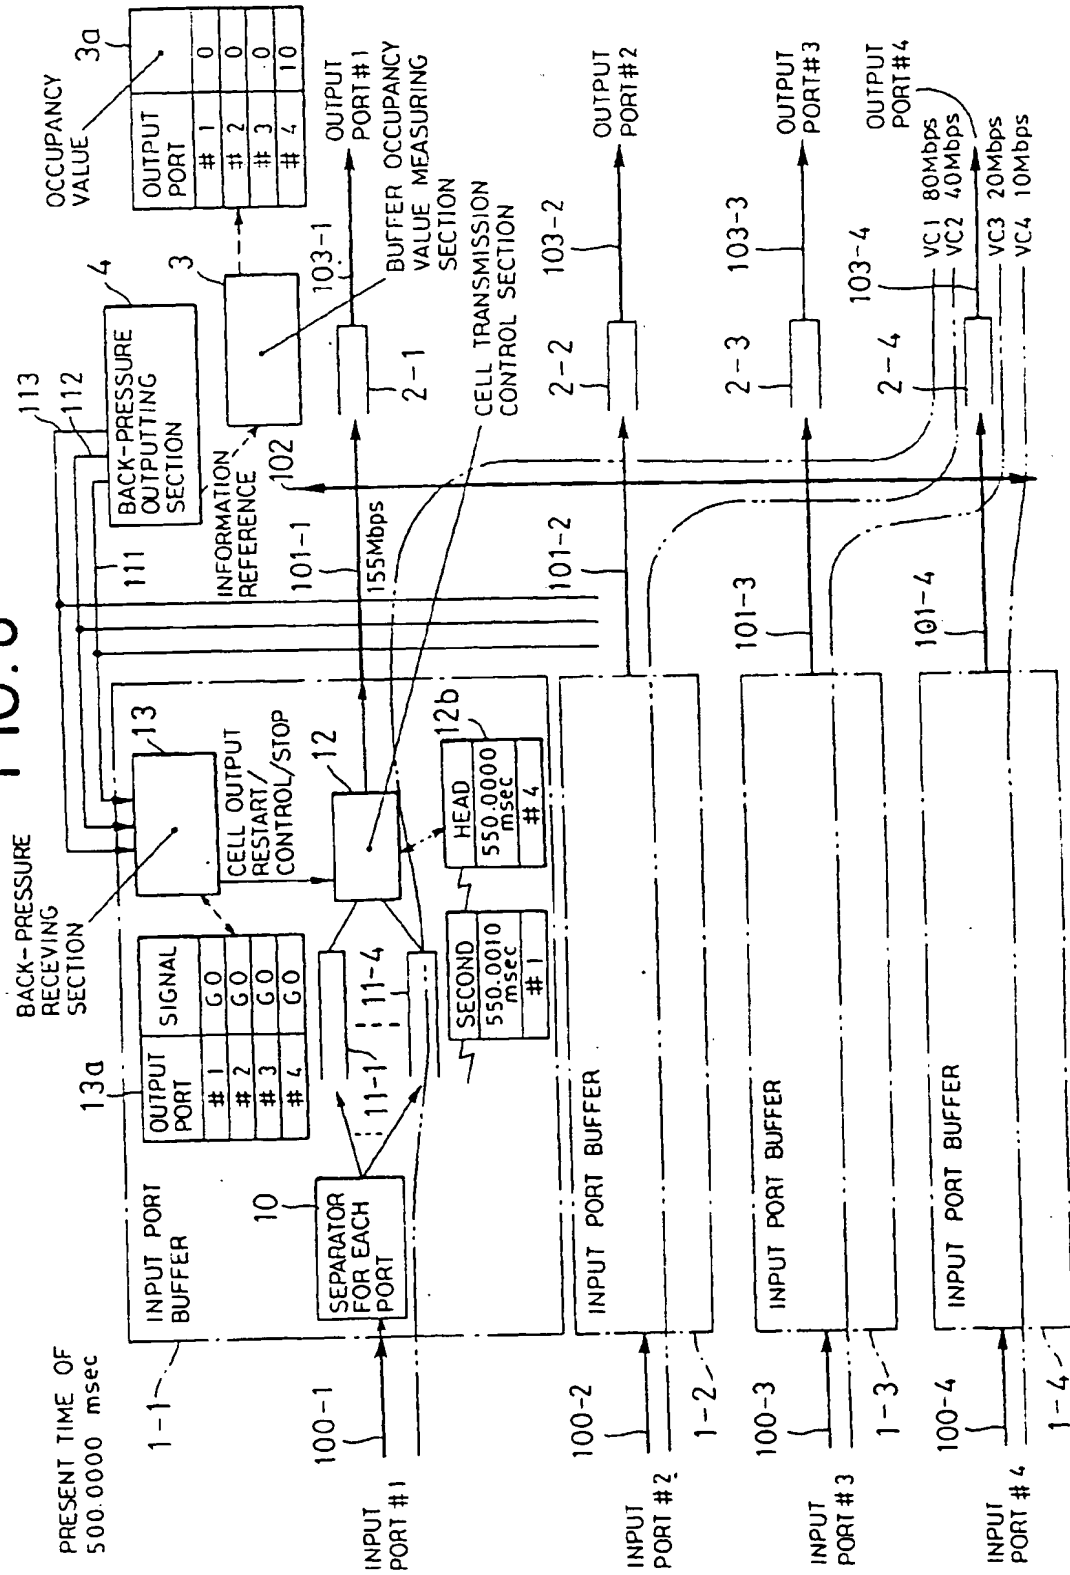 PRESENT TIME OF
500.0000 msec
1-1
INPUT PORT
BUFFER
BACK-PRESSURE
RECEVING
SECTION
13a
OUTPUT
PORT
SIGNAL
#1 GO
#2 GO
#3 GO
#4 GO
13
CELL OUTPUT
RESTART/
CONTROL/STOP
12
10
SEPARATOR
FOR EACH
PORT
11-1
11-4
SECOND
550.0010
msec
#1
HEAD
550.0000
msec
#4
12b
100-1
INPUT
PORT #1
113
112
111
4
BACK-PRESSURE
OUTPUTTING
SECTION
INFORMATION
REFERENCE
3
OCCUPANCY
VALUE
3a
OUTPUT
PORT
#1 0
#2 0
#3 0
#4 10
102
101-1
155Mbps
103-1
OUTPUT
PORT#1
2-1
BUFFER OCCUPANCY
VALUE MEASURING
SECTION
CELL TRANSMISSION
CONTROL SECTION
100-2
INPUT
PORT #2
1-2
INPUT PORT BUFFER
101-2
2-2
103-2
OUTPUT
PORT#2
100-3
INPUT
PORT #3
1-3
INPUT PORT BUFFER
101-3
2-3
103-3
OUTPUT
PORT#3
100-4
INPUT
PORT #4
1-4
INPUT PORT BUFFER
101-4
2-4
103-4
OUTPUT
PORT#4
VC1 80Mbps
VC2 40Mbps
VC3 20Mbps
VC4 10Mbps